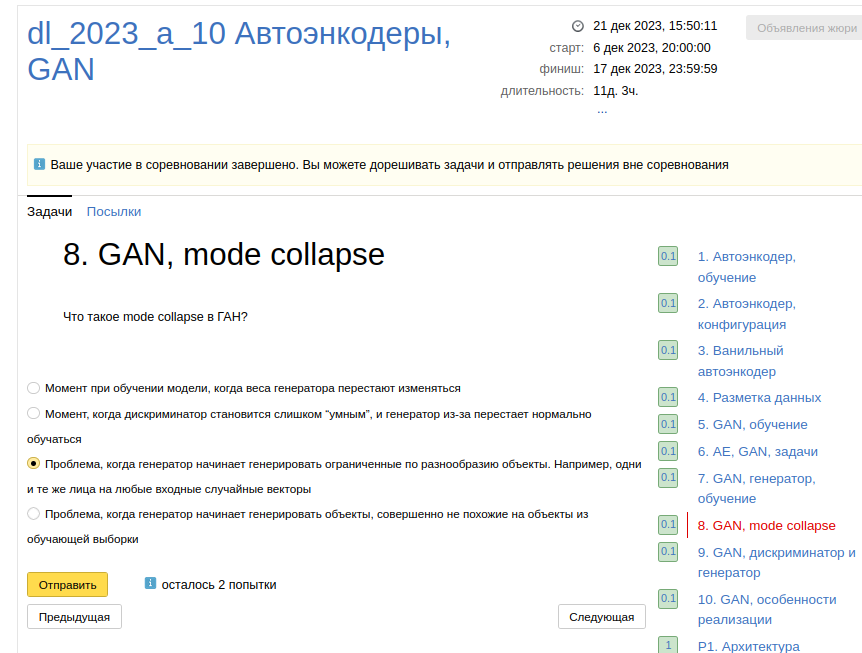 dl_2023_a_10 Автоэнкодеры,
GAN
21 дек 2023, 15:50:11
старт: 6 дек 2023, 20:00:00
финиш: 17 дек 2023, 23:59:59
длительность: 11д. 3ч.
...
Объявления жюри
Ваше участие в соревновании завершено. Вы можете дорешивать задачи и отправлять решения вне соревнования
Задачи Посылки
8. GAN, mode collapse
Что такое mode collapse в ГАН?
Момент при обучении модели, когда веса генератора перестают изменяться
Момент, когда дискриминатор становится слишком “умным”, и генератор из-за перестает нормально
обучаться
Проблема, когда генератор начинает генерировать ограниченные по разнообразию объекты. Например, одни
и те же лица на любые входные случайные векторы
Проблема, когда генератор начинает генерировать объекты, совершенно не похожие на объекты из
обучающей выборки
Отправить осталось 2 попытки
Предыдущая Следующая
0.1 1. Автоэнкодер,
обучение
0.1 2. Автоэнкодер,
конфигурация
0.1 3. Ванильный
автоэнкодер
0.1 4. Разметка данных
0.1 5. GAN, обучение
0.1 6. AE, GAN, задачи
0.1 7. GAN, генератор,
обучение
0.1 8. GAN, mode collapse
0.1 9. GAN, дискриминатор и
генератор
0.1 10. GAN, особенности
реализации
1 P1. Архитектура